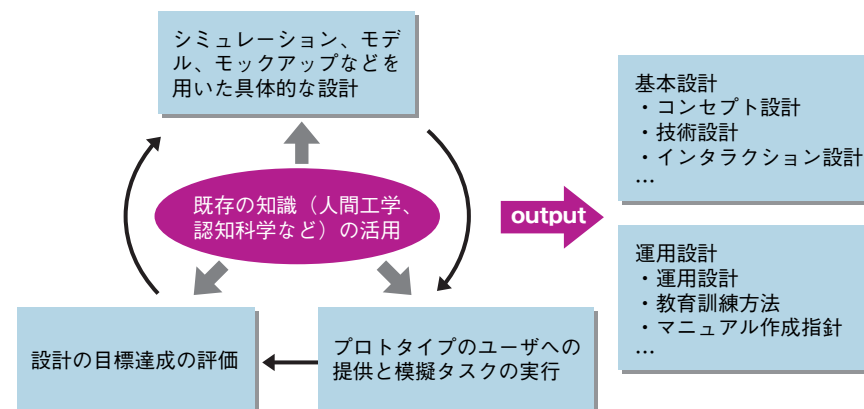 シミュレーション、モデ
ル、モックアップなどを
用いた具体的な設計
既存の知識（人間工学、
認知科学など）の活用
設計の目標達成の評価
プロトタイプのユーザへの
提供と模擬タスクの実行
output
基本設計
・コンセプト設計
・技術設計
・インタラクション設計
…
運用設計
・運用設計
・教育訓練方法
・マニュアル作成指針
…